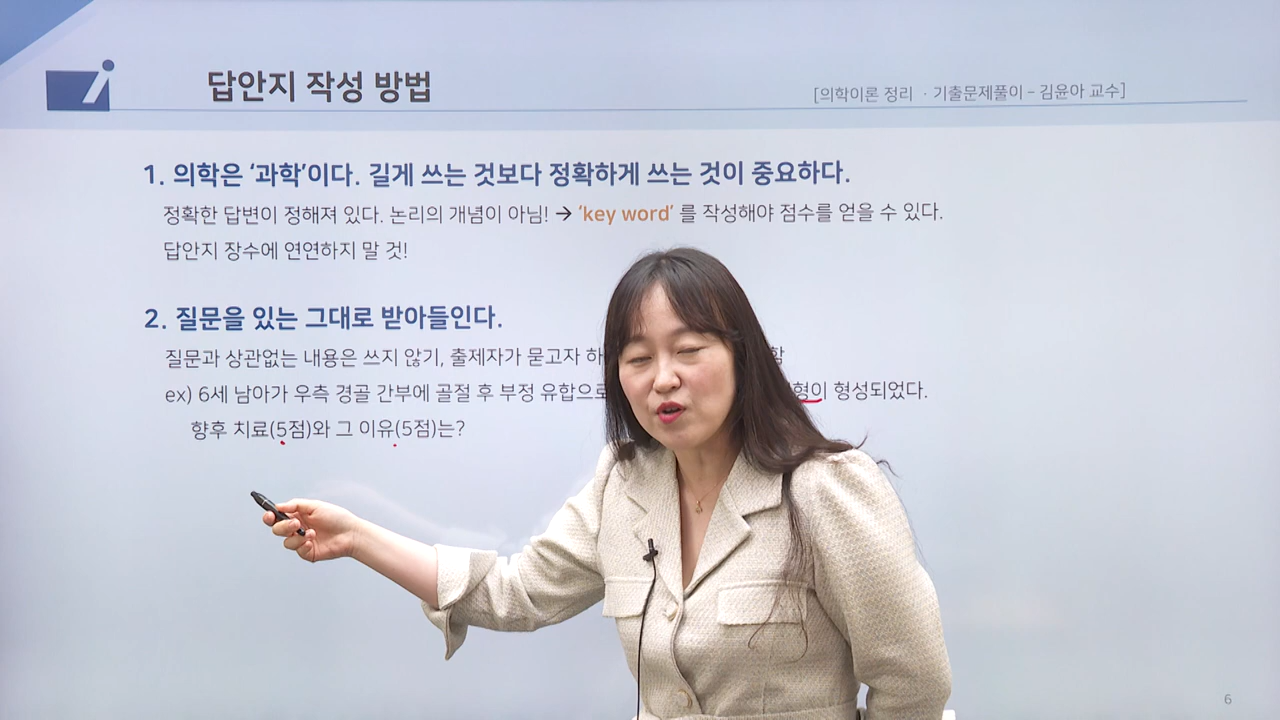 답안지 작성 방법
[의학이론 정리 · 기출문제풀이 – 김윤아 교수]
1. 의학은 ‘과학’이다. 길게 쓰는 것보다 정확하게 쓰는 것이 중요하다.
정확한 답변이 정해져 있다. 논리의 개념이 아님! → ‘key word’ 를 작성해야 점수를 얻을 수 있다.
답안지 장수에 연연하지 말 것!
2. 질문을 있는 그대로 받아들인다.
질문과 상관없는 내용은 쓰지 않기, 출제자가 묻고자 하 함
ex) 6세 남아가 우측 경골 간부에 골절 후 부정 유합으로 형이 형성되었다.
향후 치료(5점)와 그 이유(5점)는?
6